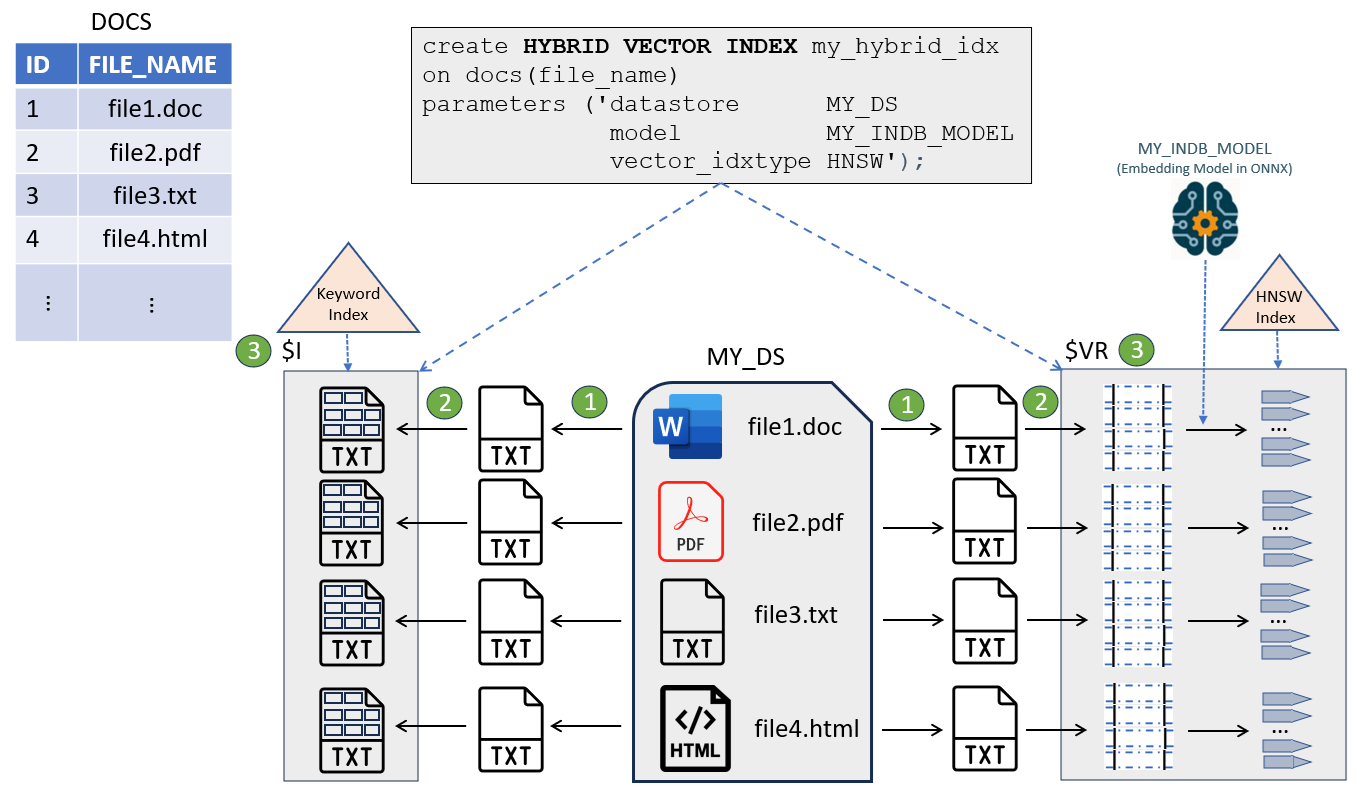 DOCS
ID FILE_NAME
1 file1.doc
2 file2.pdf
3 file3.txt
4 file4.html
⋮ ⋮
create HYBRID VECTOR INDEX my_hybrid_idx
on docs(file_name)
parameters ('datastore MY_DS
model MY_INDB_MODEL
vector_idxtype HNSW');
MY_INDB_MODEL
(Embedding Model in ONNX)
Keyword
Index
HNSW
Index
3 $I
MY_DS
$VR 3
2 1 1 2
W file1.doc
TXT TXT TXT
...
PDF file2.pdf
TXT TXT TXT
...
TXT file3.txt
TXT TXT TXT
...
</> HTML file4.html
TXT TXT TXT
...